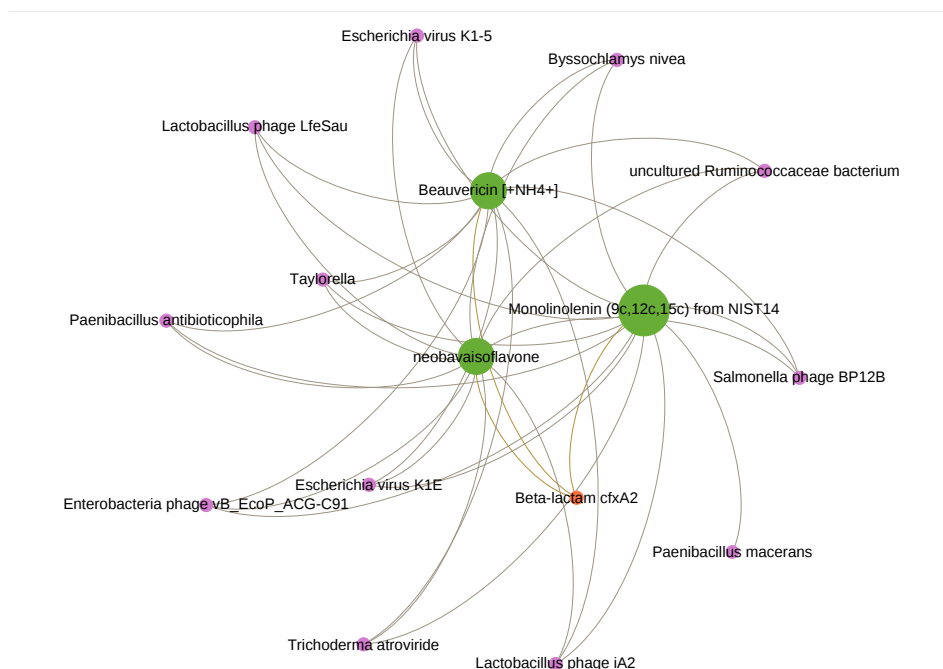 Escherichia virus K1-5
Byssochlamys nivea
Lactobacillus phage LfeSau
uncultured Ruminococcaceae bacterium
Beauvericin [+NH4+]
Taylorella
Monolinolenin (9c,12c,15c) from NIST14
Paenibacillus antibioticophila
neobavaisoflavone
Salmonella phage BP12B
Escherichia virus K1E
Beta-lactam cfxA2
Enterobacteria phage vB_EcoP_ACG-C91
Paenibacillus macerans
Trichoderma atroviride
Lactobacillus phage iA2